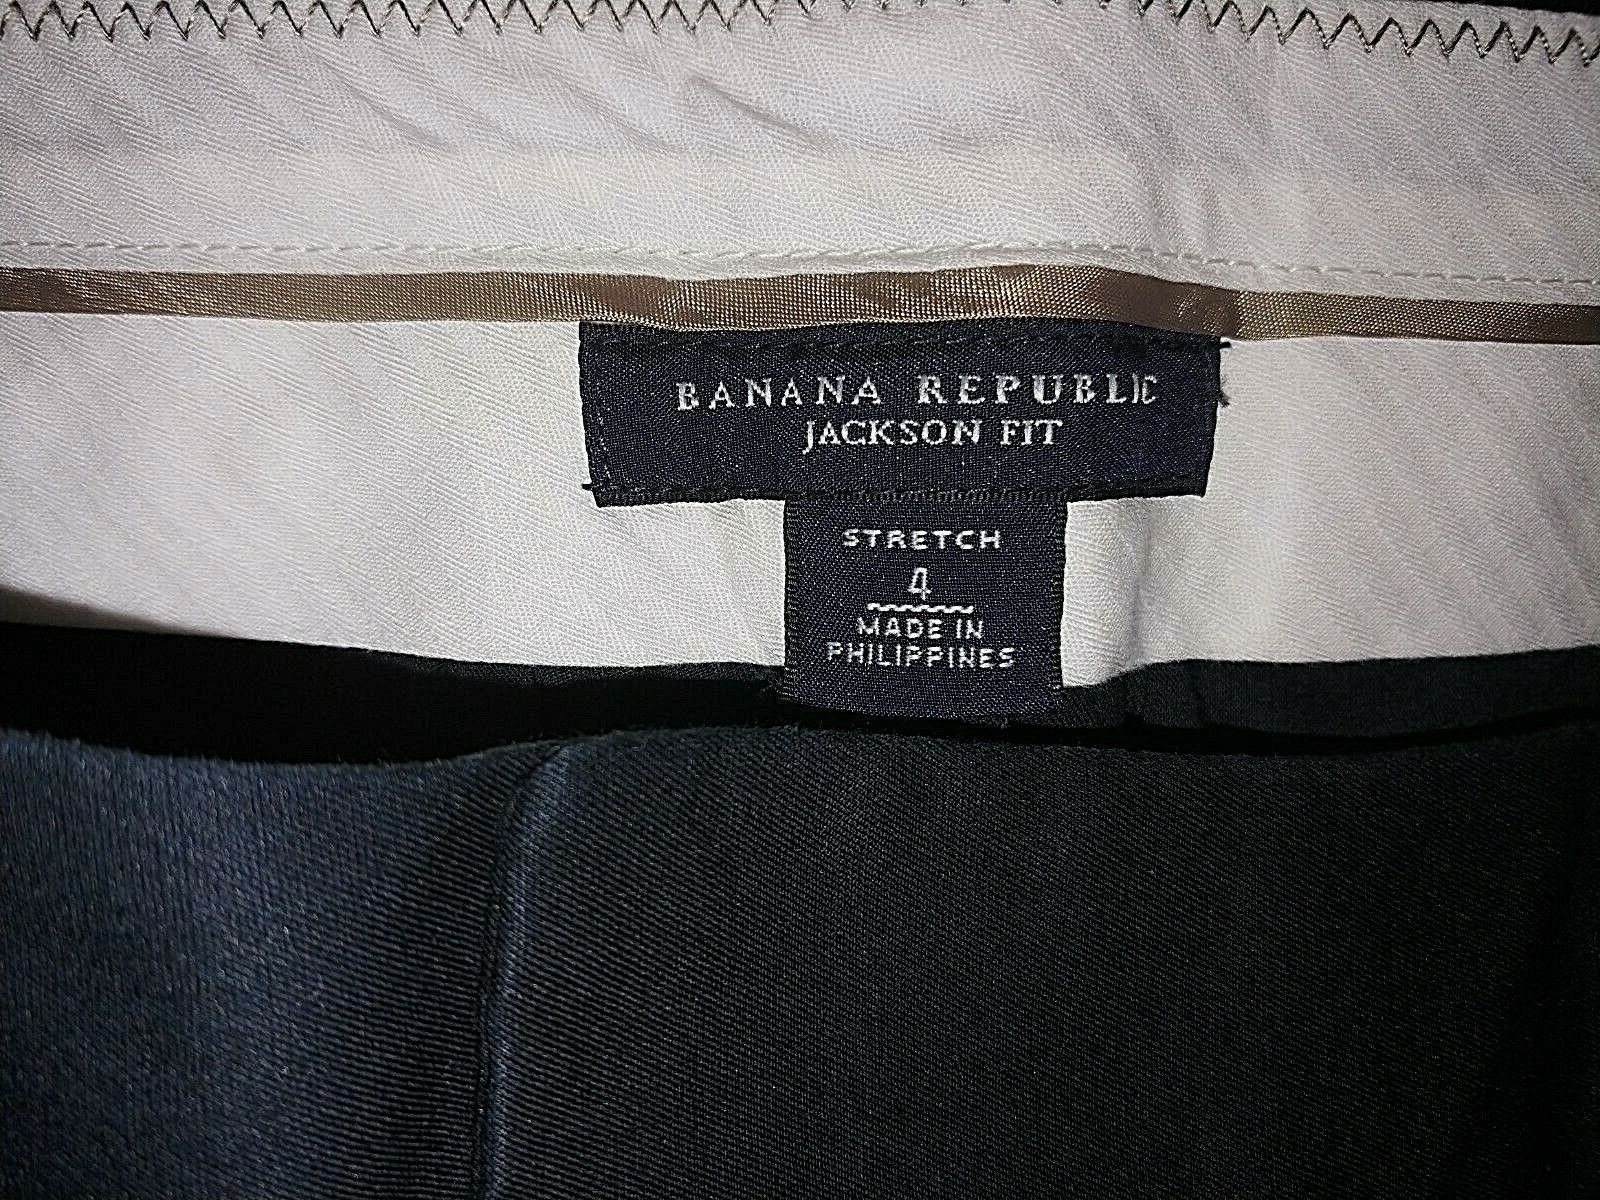 BANANA REPUBLIC
JACKSON FIT
STRETCH
4
MADE IN
PHILIPPINES